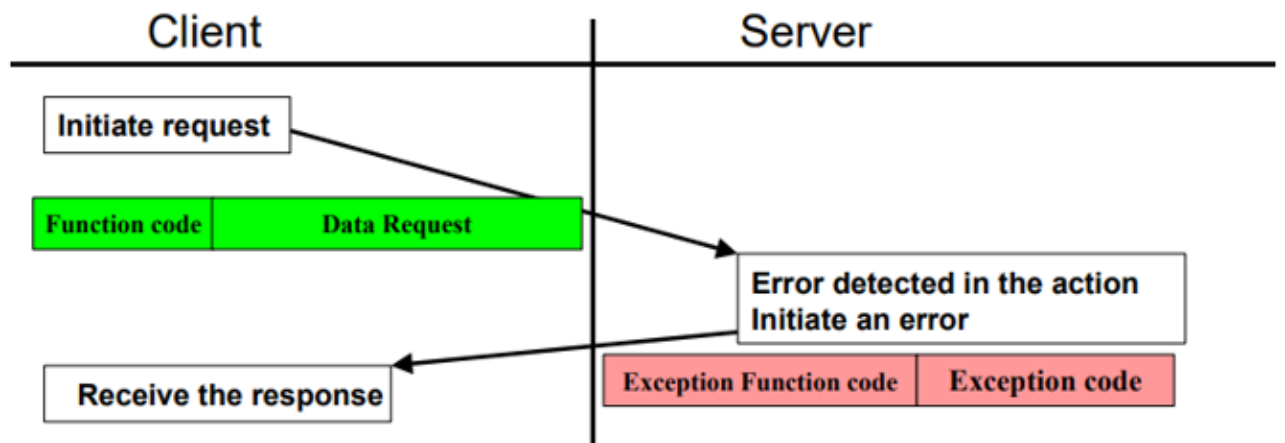 Client
Server
Initiate request
Function code
Data Request
Error detected in the action
Initiate an error
Exception Function code
Exception code
Receive the response